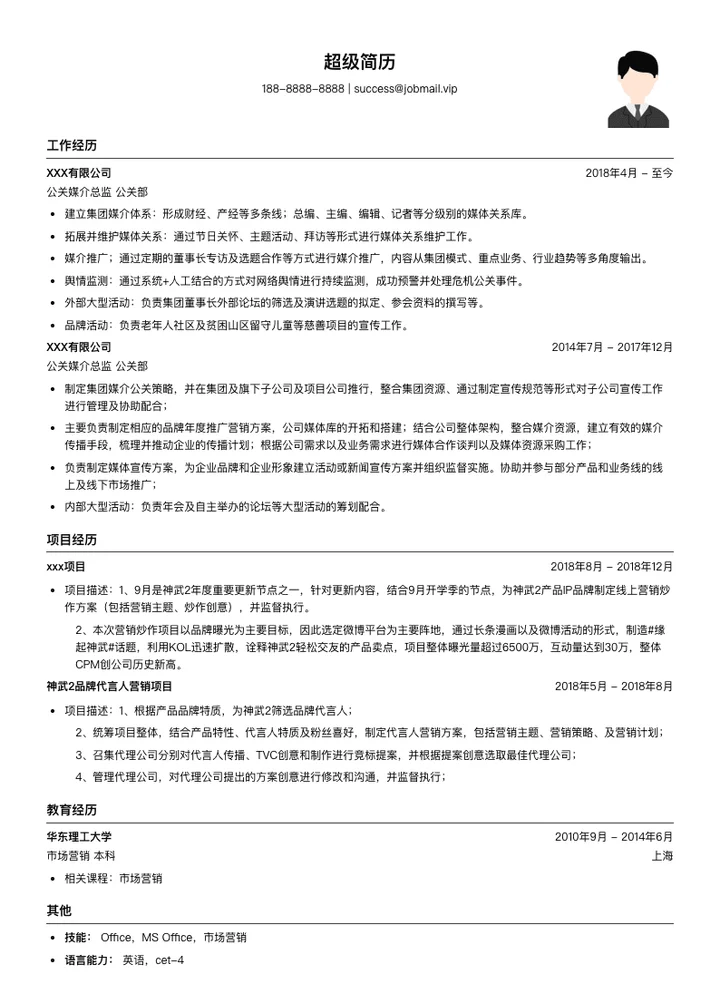 超级简历
188-8888-8888 | success@jobmail.vip
工作经历
XXX有限公司 2018年4月 – 至今
公关媒介总监 公关部
• 建立集团媒介体系：形成财经、产经等多条线；总编、主编、编辑、记者等分级别的媒体关系库。
• 拓展并维护媒体关系：通过节日关怀、主题活动、拜访等形式进行媒体关系维护工作。
• 媒介推广；通过定期的董事长专访及选题合作等方式进行媒介推广，内容从集团模式、重点业务、行业趋势等多角度输出。
• 舆情监测：通过系统+人工结合的方式对网络舆情进行持续监测，成功预警并处理危机公关事件。
• 外部大型活动：负责集团董事长外部论坛的筛选及演讲选题的拟定、参会资料的撰写等。
• 品牌活动：负责老年人社区及贫困山区留守儿童等慈善项目的宣传工作。
XXX有限公司 2014年7月 – 2017年12月
公关媒介总监 公关部
• 制定集团媒介公关策略，并在集团及旗下子公司及项目公司推行，整合集团资源、通过制定宣传规范等形式对子公司宣传工作
进行管理及协助配合；
• 主要负责制定相应的品牌年度推广营销方案，公司媒体库的开拓和搭建；结合公司整体架构，整合媒介资源，建立有效的媒介
传播手段，梳理并推动企业的传播计划；根据公司需求以及业务需求进行媒体合作谈判以及媒体资源采购工作；
• 负责制定媒体宣传方案，为企业品牌和企业形象建立活动或新闻宣传方案并组织监督实施。协助并参与部分产品和业务线的线
上及线下市场推广；
• 内部大型活动：负责年会及自主举办的论坛等大型活动的筹划配合。
项目经历
xxx项目 2018年8月 – 2018年12月
• 项目描述：1、9月是神武2年度重要更新节点之一，针对更新内容，结合9月开学季的节点，为神武2产品IP品牌制定线上营销炒
作方案（包括营销主题、炒作创意），并监督执行。
2、本次营销炒作项目以品牌曝光为主要目标，因此选定微博平台为主要阵地，通过长条漫画以及微博活动的形式，制造#缘
起神武#话题，利用KOL迅速扩散，诠释神武2轻松交友的产品卖点，项目整体曝光量超过6500万，互动量达到30万，整体
CPM创公司历史新高。
神武2品牌代言人营销项目 2018年5月 – 2018年8月
• 项目描述：1、根据产品品牌特质，为神武2筛选品牌代言人；
2、统筹项目整体，结合产品特性、代言人特质及粉丝喜好，制定代言人营销方案，包括营销主题、营销策略、及营销计划；
3、召集代理公司分别对代言人传播、TVC创意和制作进行竞标提案，并根据提案创意选取最佳代理公司；
4、管理代理公司，对代理公司提出的方案创意进行修改和沟通，并监督执行；
教育经历
华东理工大学 2010年9月 – 2014年6月
市场营销 本科 上海
• 相关课程：市场营销
其他
• 技能： Office，MS Office，市场营销
• 语言能力： 英语，cet-4